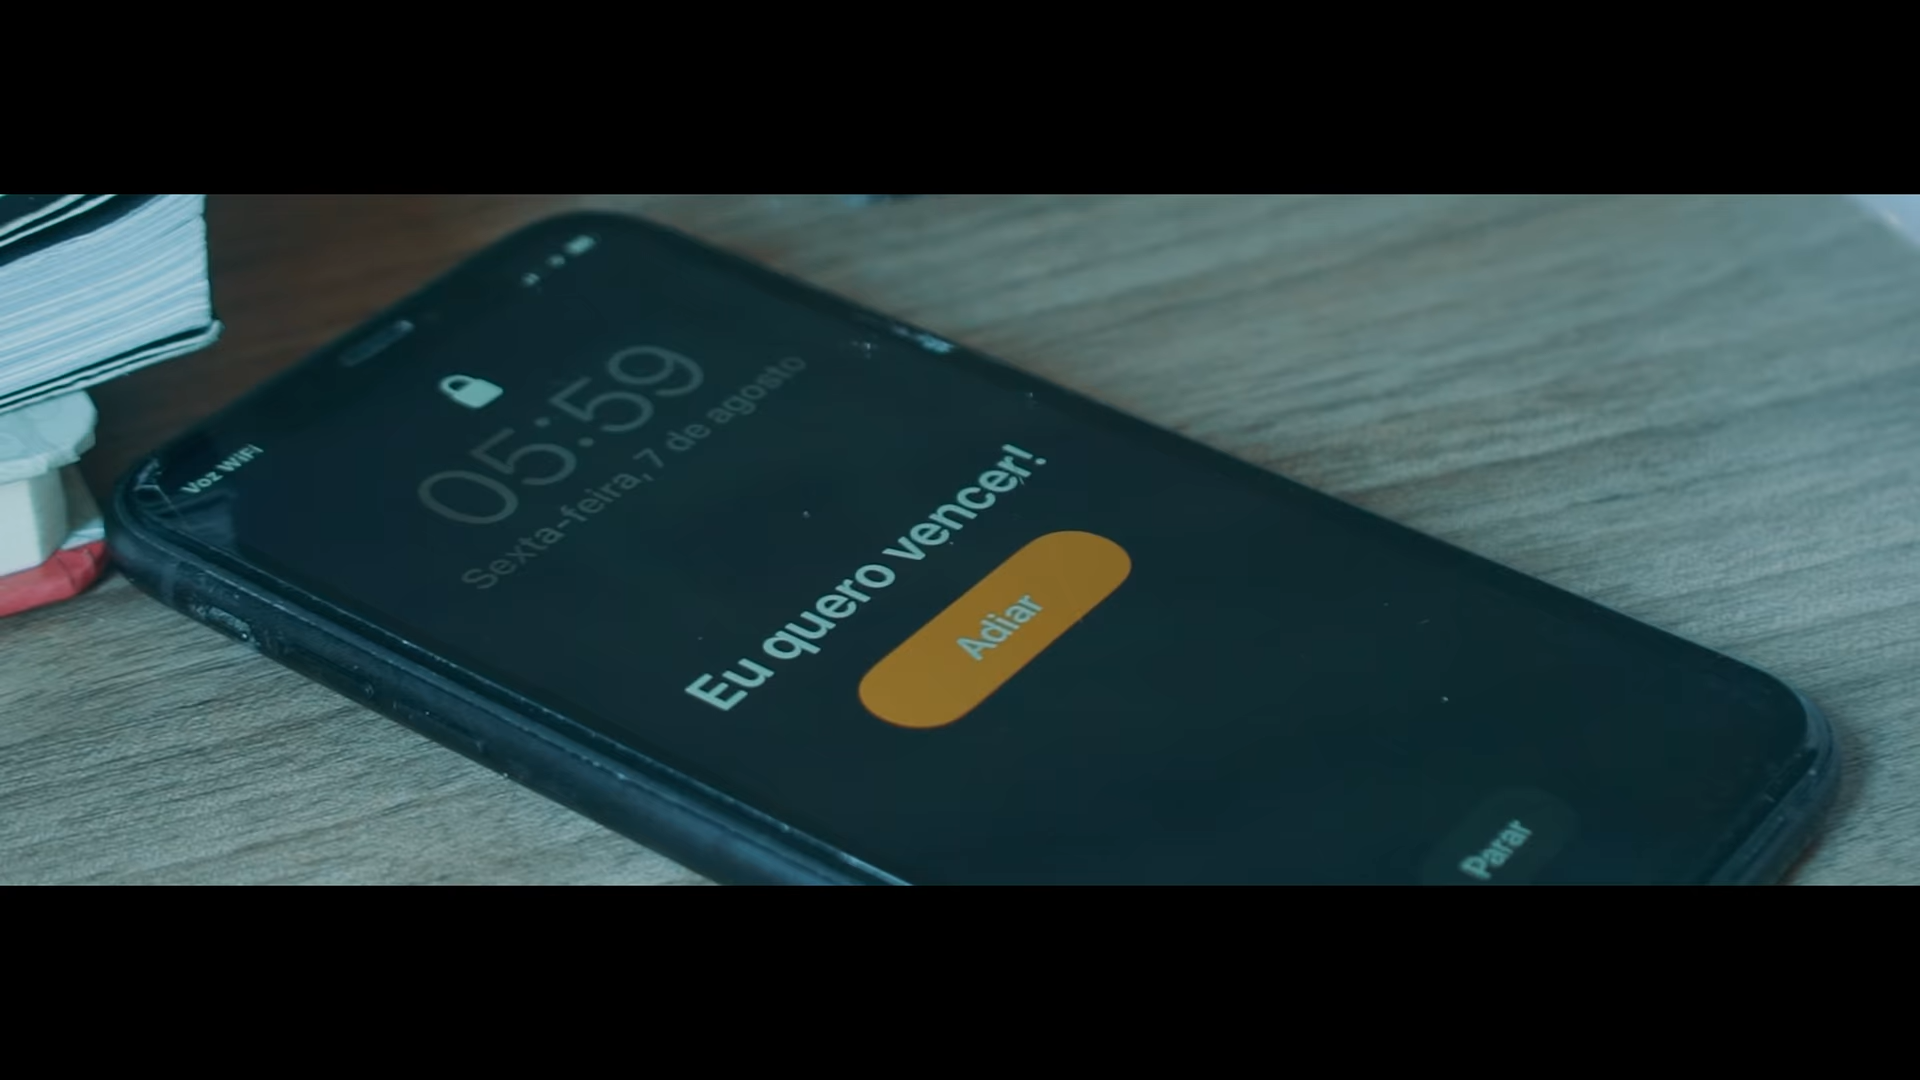 Voz WiFi
05:59
Sexta-feira, 7 de agosto
Eu quero vencer!
Adiar
Parar